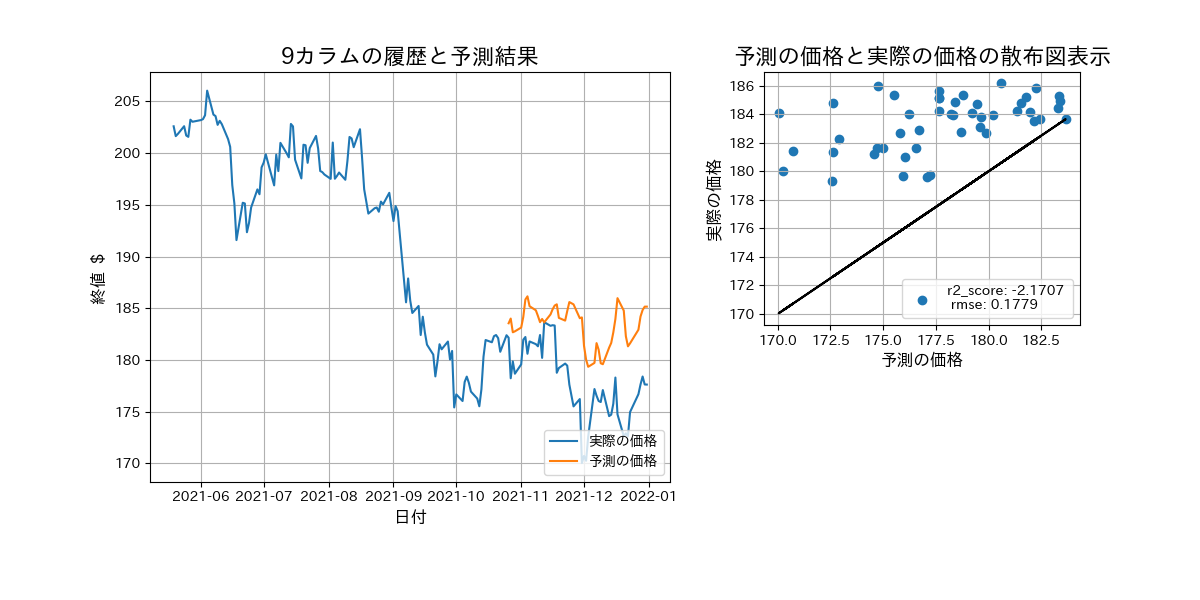 9カラムの履歴と予測結果
終値 $
205
200
195
190
185
180
175
170
実際の価格
予測の価格
2021-06 2021-07 2021-08 2021-09 2021-10 2021-11 2021-12 2022-01
日付
予測の価格と実際の価格の散布図表示
実際の価格
186
184
182
180
178
176
174
172
170
r2_score: -2.1707
rmse: 0.1779
170.0 172.5 175.0 177.5 180.0 182.5
予測の価格